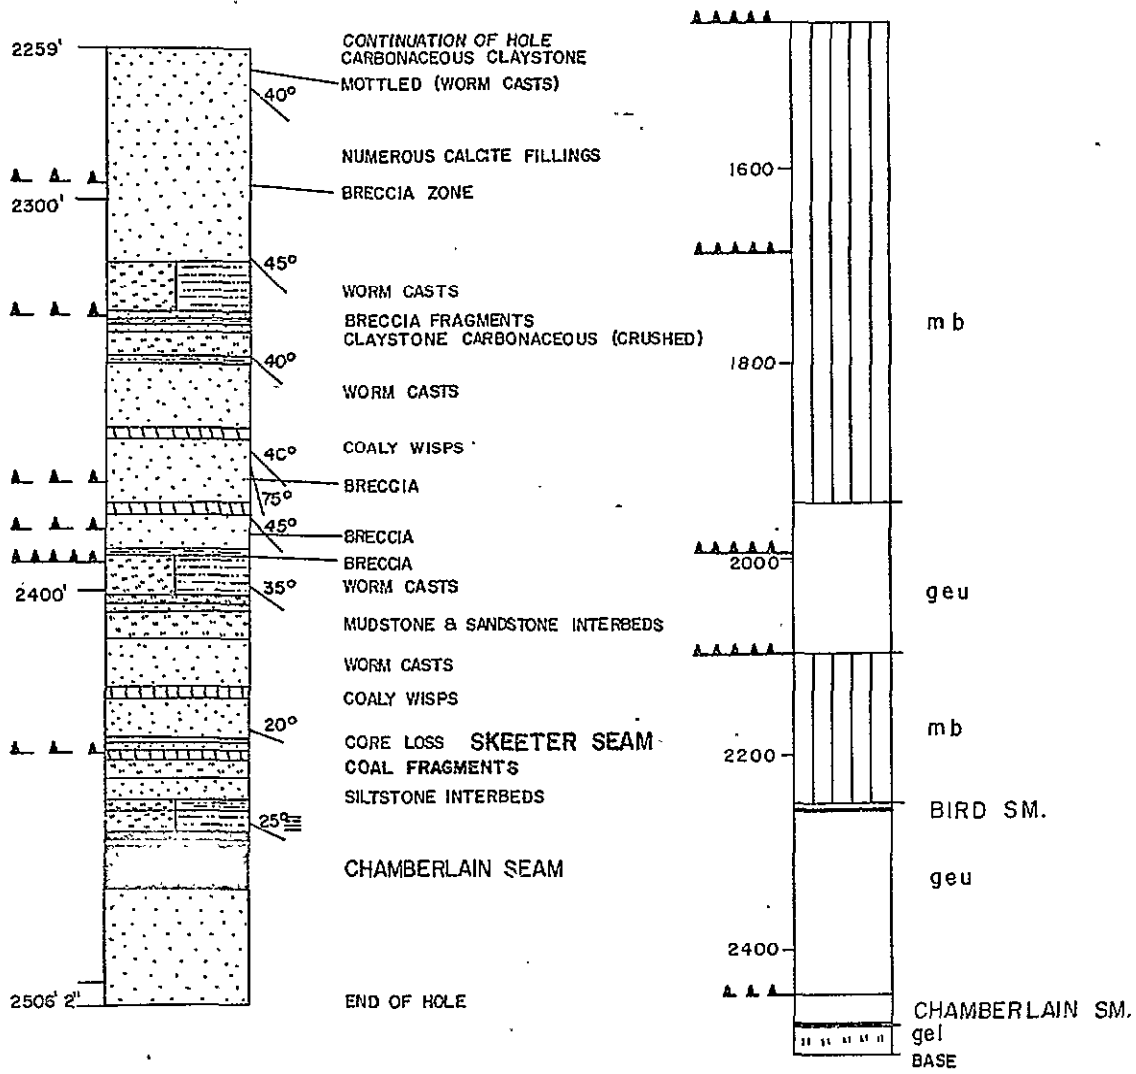 2259'
CONTINUATION OF HOLE
CARBONACEOUS CLAYSTONE
MOTTLED (WORM CASTS)
40°
NUMEROUS CALCITE FILLINGS
BRECCIA ZONE
2300'
45°
WORM CASTS
BRECCIA FRAGMENTS
CLAYSTONE CARBONACEOUS (CRUSHED)
40°
WORM CASTS
40°
COALY WISPS
BRECCIA
75°
45°
BRECCIA
BRECCIA
2400'
35°
WORM CASTS
MUDSTONE & SANDSTONE INTERBEDS
WORM CASTS
COALY WISPS
20°
CORE LOSS SKEETER SEAM
COAL FRAGMENTS
SILTSTONE INTERBEDS
25°
CHAMBERLAIN SEAM
2506' 2"
END OF HOLE
1600
mb
1800
2000
geu
mb
2200
BIRD SM.
geu
2400
CHAMBERLAIN SM.
gel
BASE